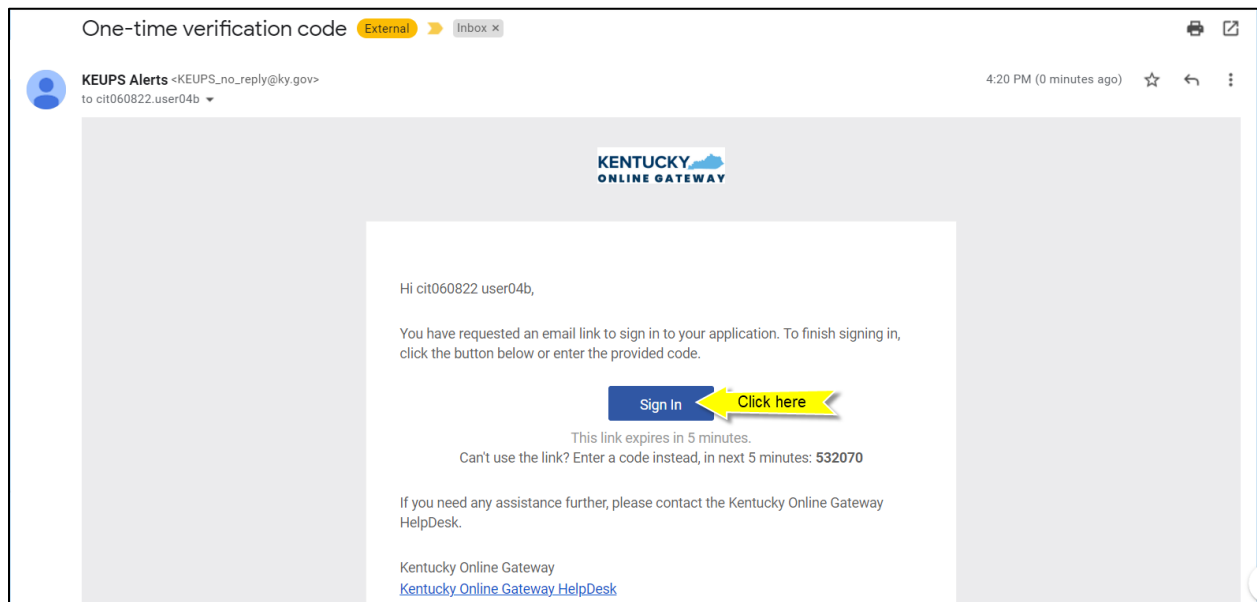 One-time verification code External Inbox ×
KEUPS Alerts <KEUPS_no_reply@ky.gov> 4:20 PM (0 minutes ago)
to cit060822.user04b
KENTUCKY
ONLINE GATEWAY
Hi cit060822 user04b,
You have requested an email link to sign in to your application. To finish signing in,
click the button below or enter the provided code.
Sign In Click here
This link expires in 5 minutes.
Can't use the link? Enter a code instead, in next 5 minutes: 532070
If you need any assistance further, please contact the Kentucky Online Gateway
HelpDesk.
Kentucky Online Gateway
Kentucky Online Gateway HelpDesk